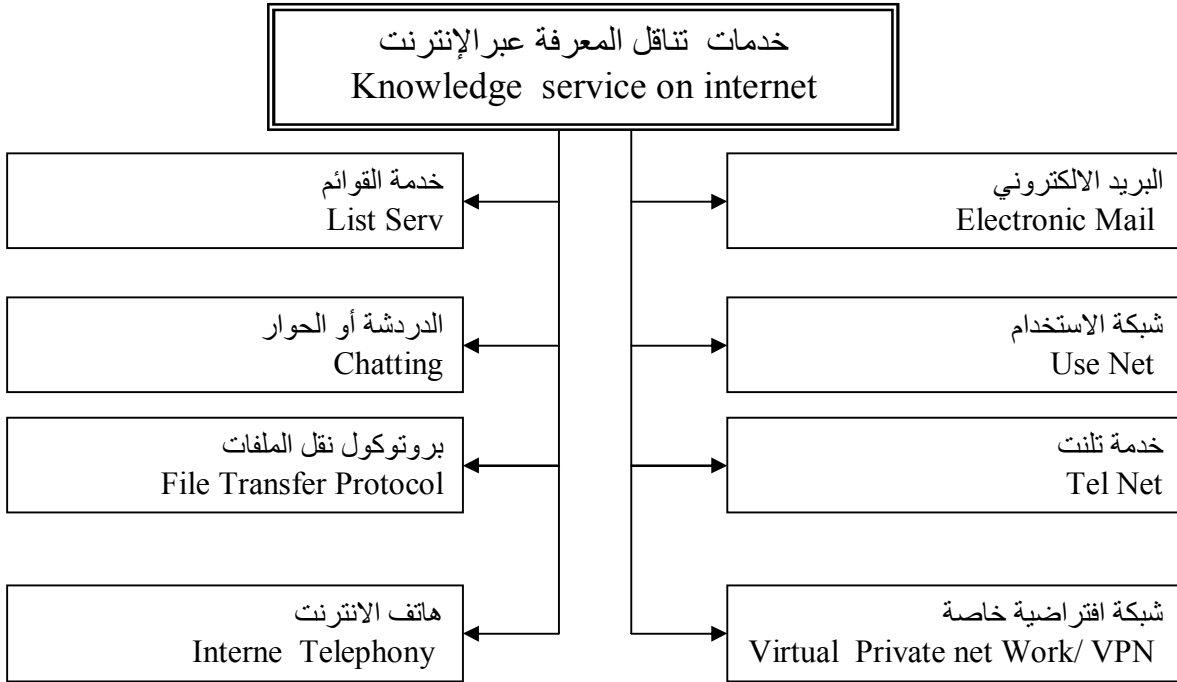 خدمات تناقل المعرفة عبرالإنترنت
Knowledge service on internet
البريد الالكتروني
Electronic Mail
خدمة القوائم
List Serv
شبكة الاستخدام
Use Net
الدردشة أو الحوار
Chatting
خدمة تلنت
Tel Net
بروتوكول نقل الملفات
File Transfer Protocol
شبكة افتراضية خاصة
Virtual Private net Work/ VPN
هاتف الانترنت
Interne Telephony